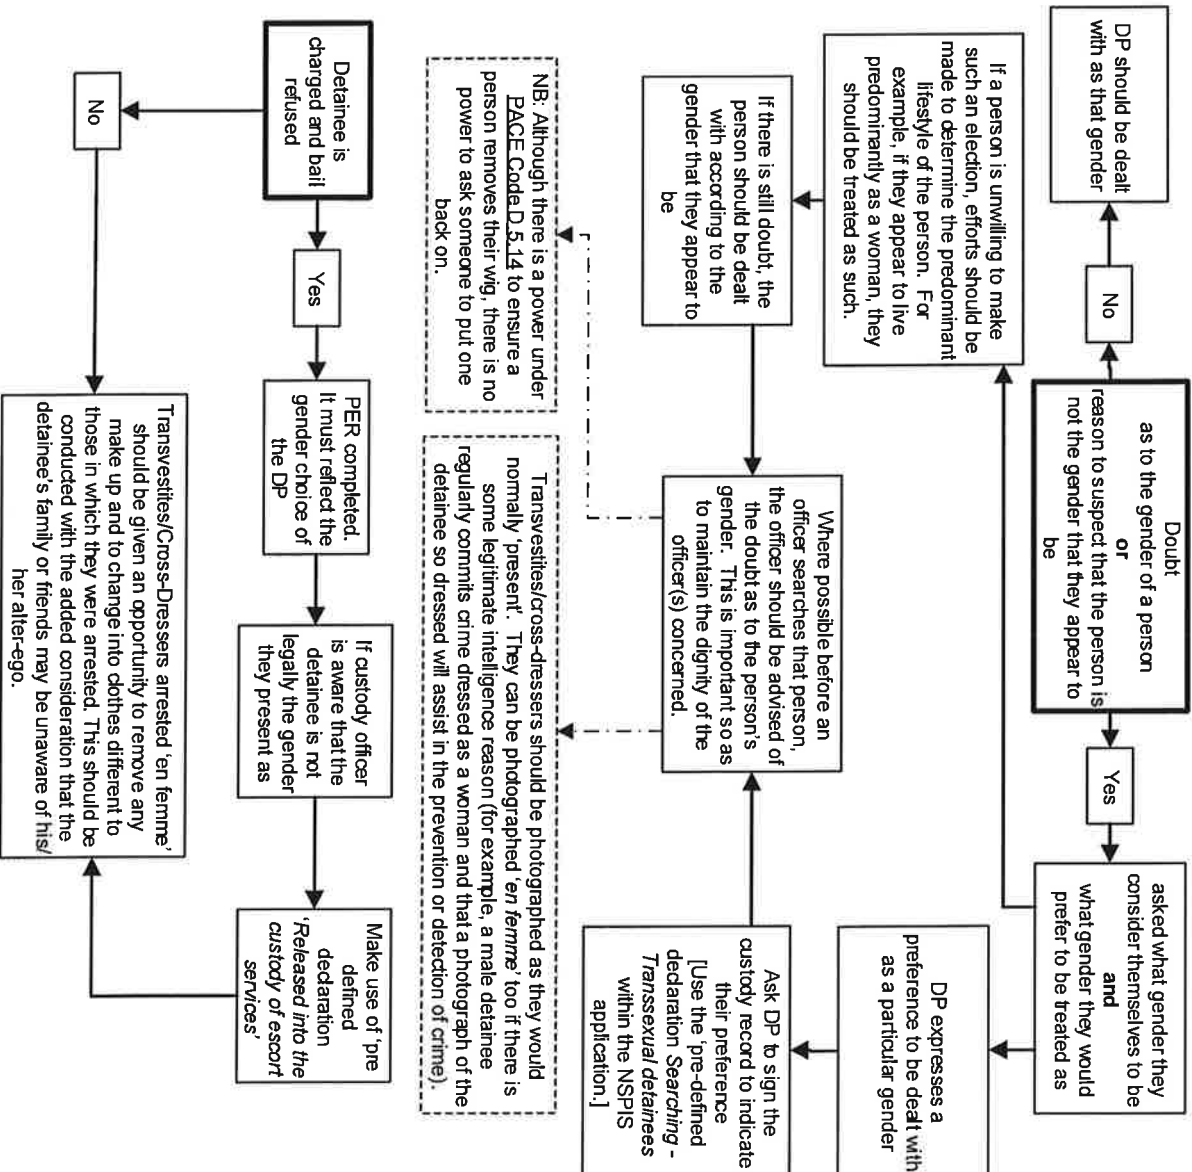 Doubt
as to the gender of a person
or
reason to suspect that the person is
not the gender that they appear to
be
No
DP should be dealt
with as that gender
Yes
asked what gender they
consider themselves to be
and
what gender they would
prefer to be treated as
If a person is unwilling to make
such an election, efforts should be
made to determine the predominant
lifestyle of the person. For
example, if they appear to live
predominantly as a woman, they
should be treated as such.
DP expresses a
preference to be dealt with
as a particular gender
If there is still doubt, the
person should be dealt
with according to the
gender that they appear to
be
Where possible before an
officer searches that person,
the officer should be advised of
the doubt as to the person's
gender. This is important so as
to maintain the dignity of the
officer(s) concerned.
Ask DP to sign the
custody record to indicate
their preference
[Use the 'pre-defined
declaration Searching -
Transsexual detainees
within the NSPIS
application.]
NB: Although there is a power under
PACE Code D 5.14 to ensure a
person removes their wig, there is no
power to ask someone to put one
back on.
Transvestites/cross-dressers should be photographed as they would
normally 'present'. They can be photographed 'en femme' too if there is
some legitimate intelligence reason (for example, a male detainee
regularly commits crime dressed as a woman and that a photograph of the
detainee so dressed will assist in the prevention or detection of crime).
Detainee is
charged and bail
refused
Yes
PER completed.
It must reflect the
gender choice of
the DP
If custody officer
is aware that the
detainee is not
legally the gender
they present as
Make use of 'pre
defined
declaration
'Released into the
custody of escort
services'
No
Transvestites/Cross-Dressers arrested 'en femme'
should be given an opportunity to remove any
make up and to change into clothes different to
those in which they were arrested. This should be
conducted with the added consideration that the
detainee's family or friends may be unaware of his/
her alter-ego.